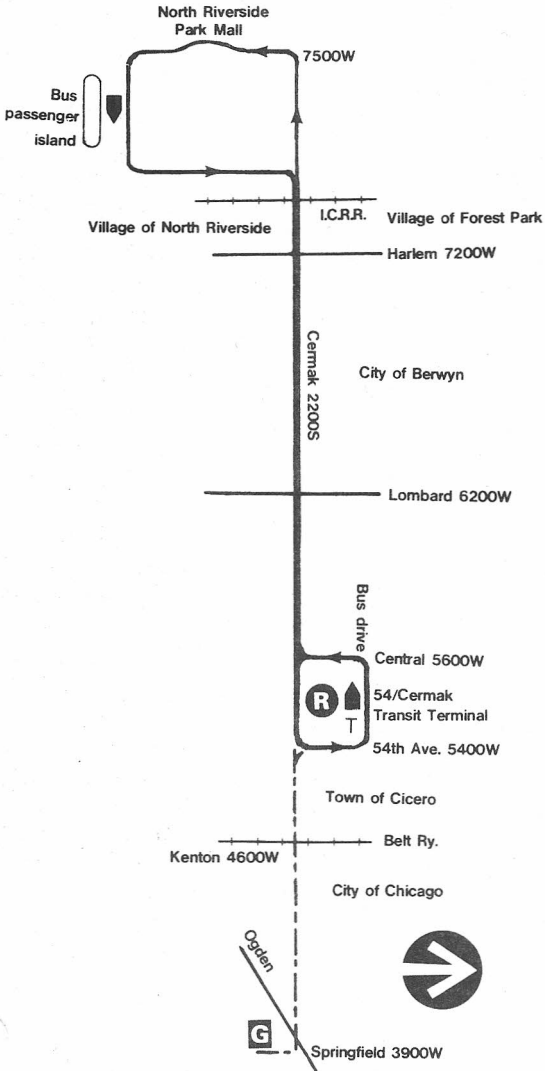 North Riverside
Park Mall
7500W
Bus
passenger
island
I.C.R.R.
Village of North Riverside
Village of Forest Park
Harlem 7200W
Cermak 2200S
City of Berwyn
Lombard 6200W
Bus drive
Central 5600W
R
54/Cermak
Transit Terminal
T
54th Ave. 5400W
Town of Cicero
Belt Ry.
Kenton 4600W
City of Chicago
Ogden
G
Springfield 3900W